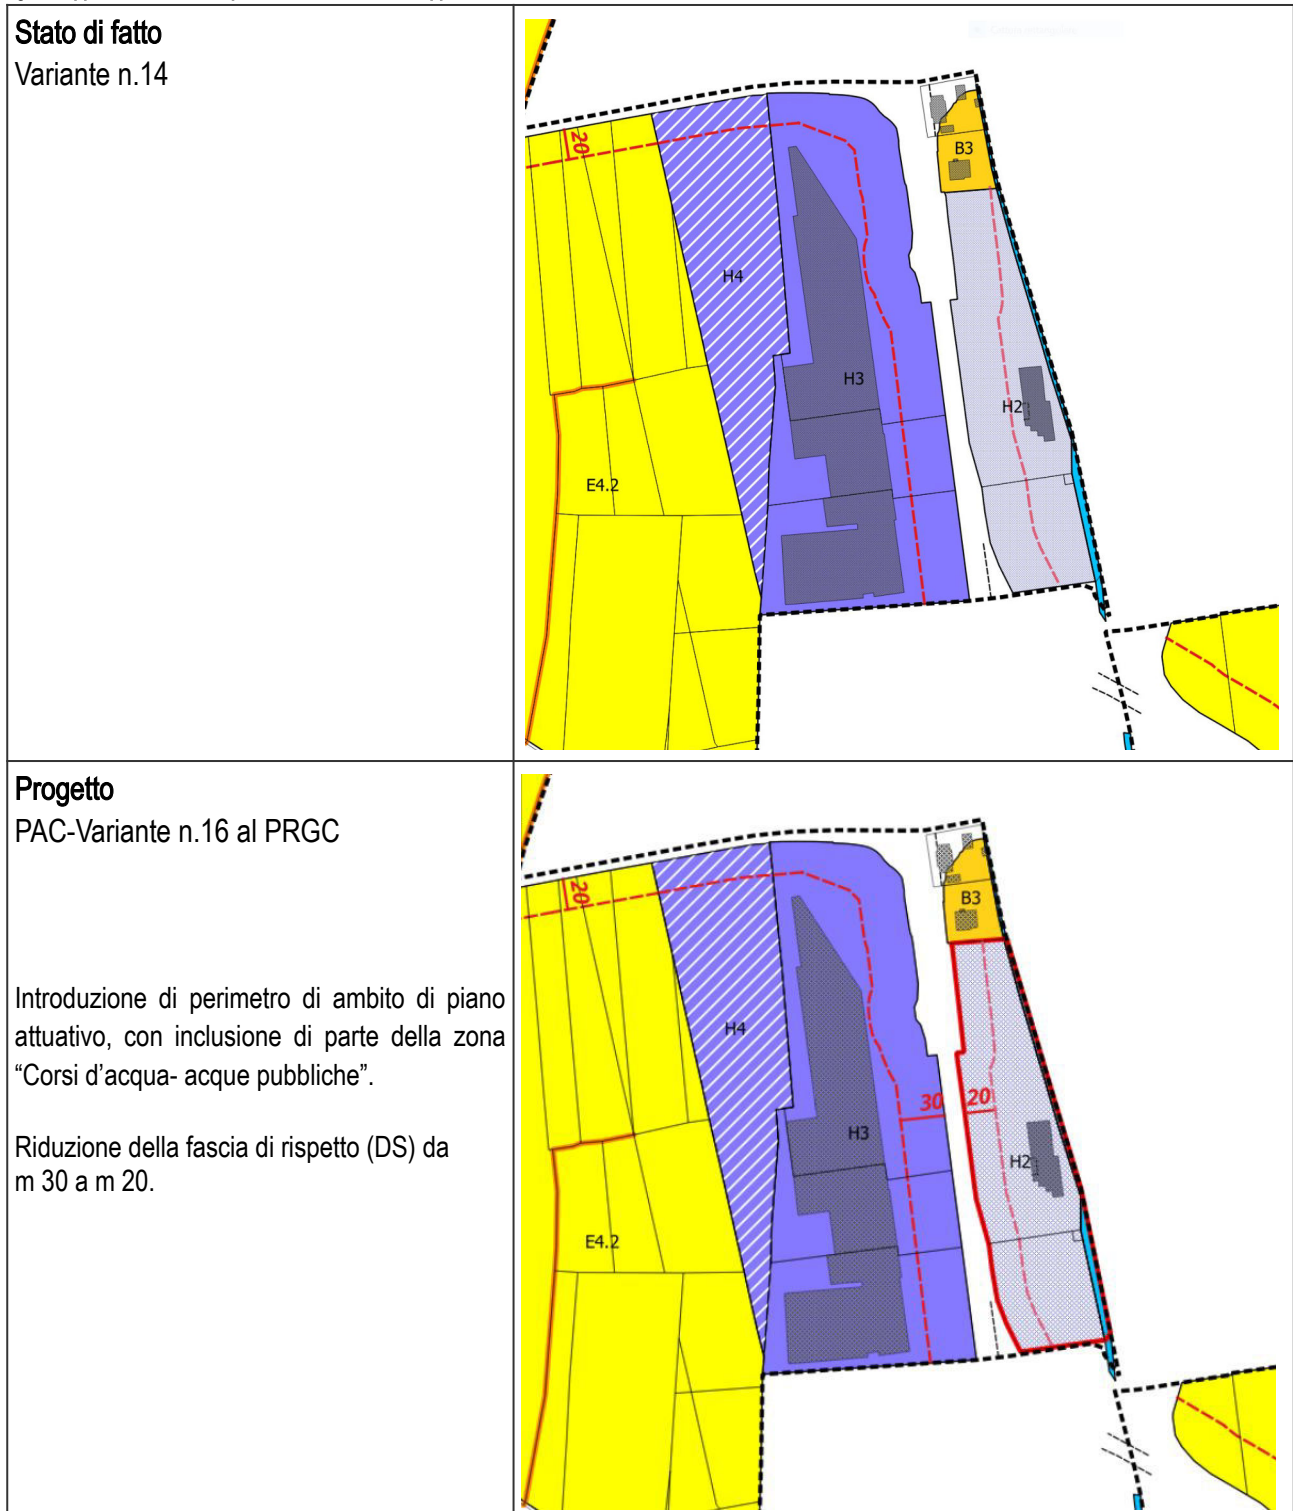 Stato di fatto
Variante n.14
20
B3
H4
H3
H2
E4.2
Progetto
PAC-Variante n.16 al PRGC
Introduzione di perimetro di ambito di piano
attuativo, con inclusione di parte della zona
“Corsi d’acqua- acque pubbliche”.
Riduzione della fascia di rispetto (DS) da
m 30 a m 20.
20
B3
H4
30
20
H3
H2
E4.2